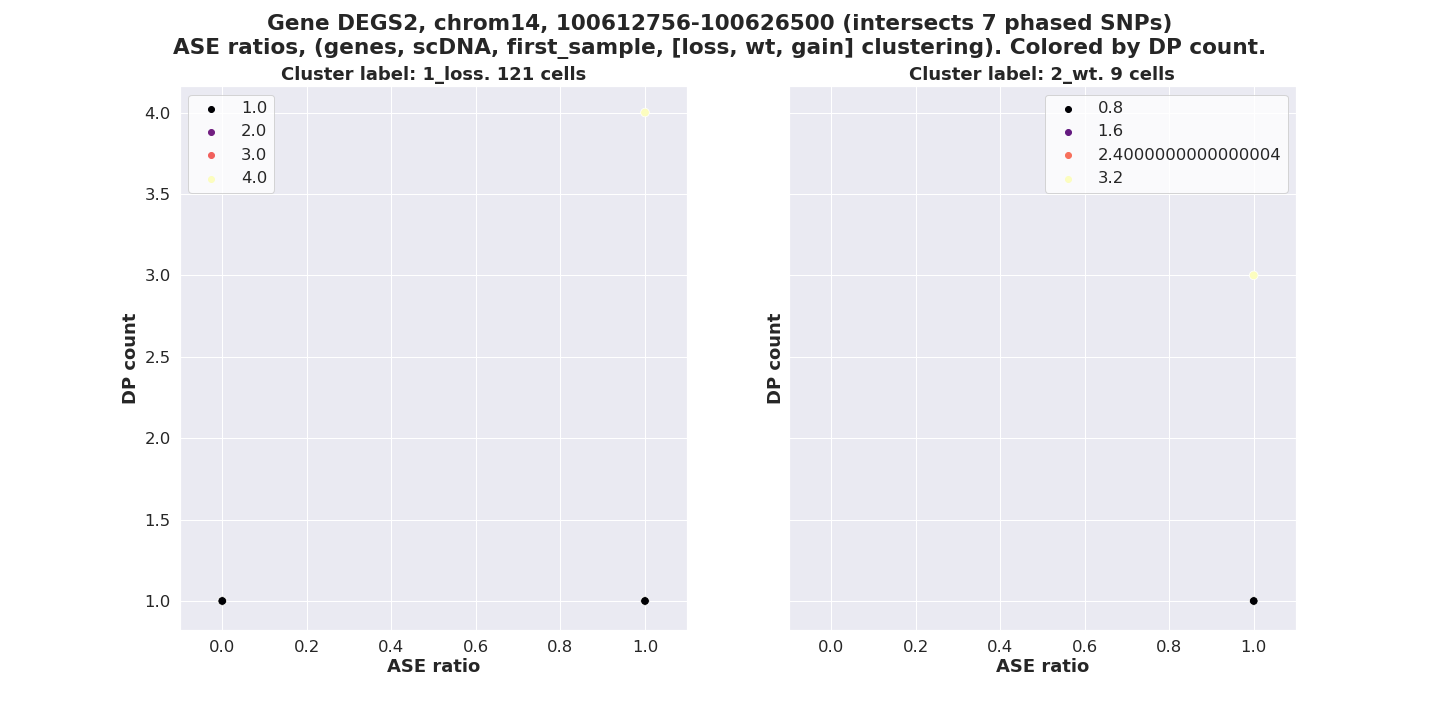 Gene DEGS2, chrom14, 100612756-100626500 (intersects 7 phased SNPs)
ASE ratios, (genes, scDNA, first_sample, [loss, wt, gain] clustering). Colored by DP count.
Cluster label: 1_loss. 121 cells
1.0
2.0
3.0
4.0
4.0
3.5
3.0
2.5
2.0
1.5
1.0
DP count
0.0 0.2 0.4 0.6 0.8 1.0
ASE ratio
Cluster label: 2_wt. 9 cells
0.8
1.6
2.4000000000000004
3.2
DP count
0.0 0.2 0.4 0.6 0.8 1.0
ASE ratio